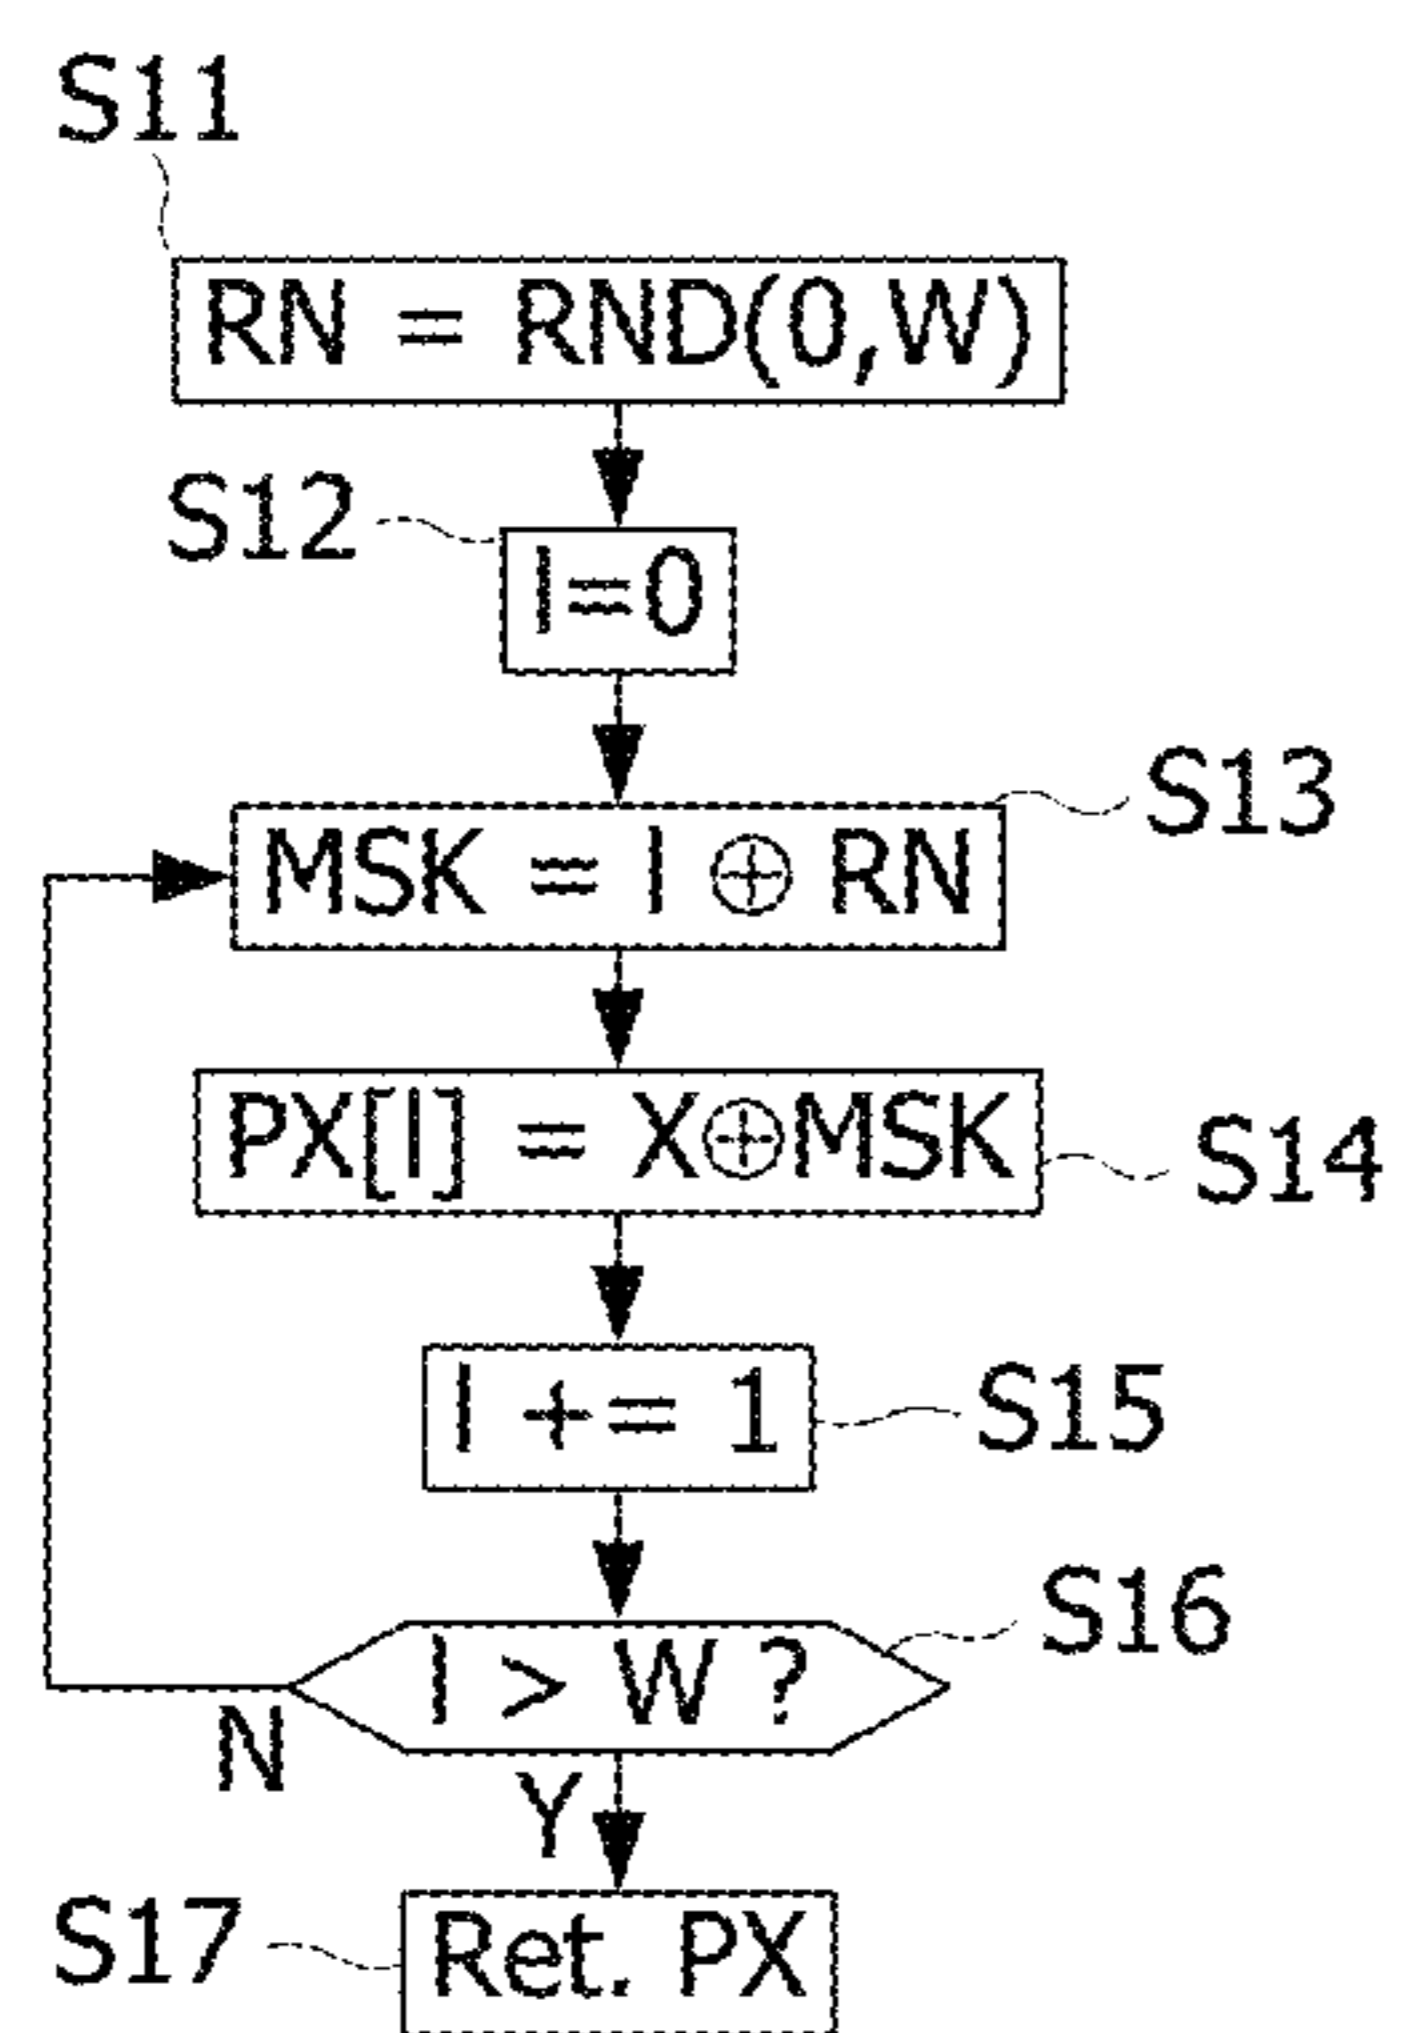 S11
RN = RND(0,W)
S12
I=0
S13
MSK = I ⊕ RN
PX[I] = X⊕MSK
S14
I += 1
S15
I > W ?
S16
N
Y
S17
Ret. PX